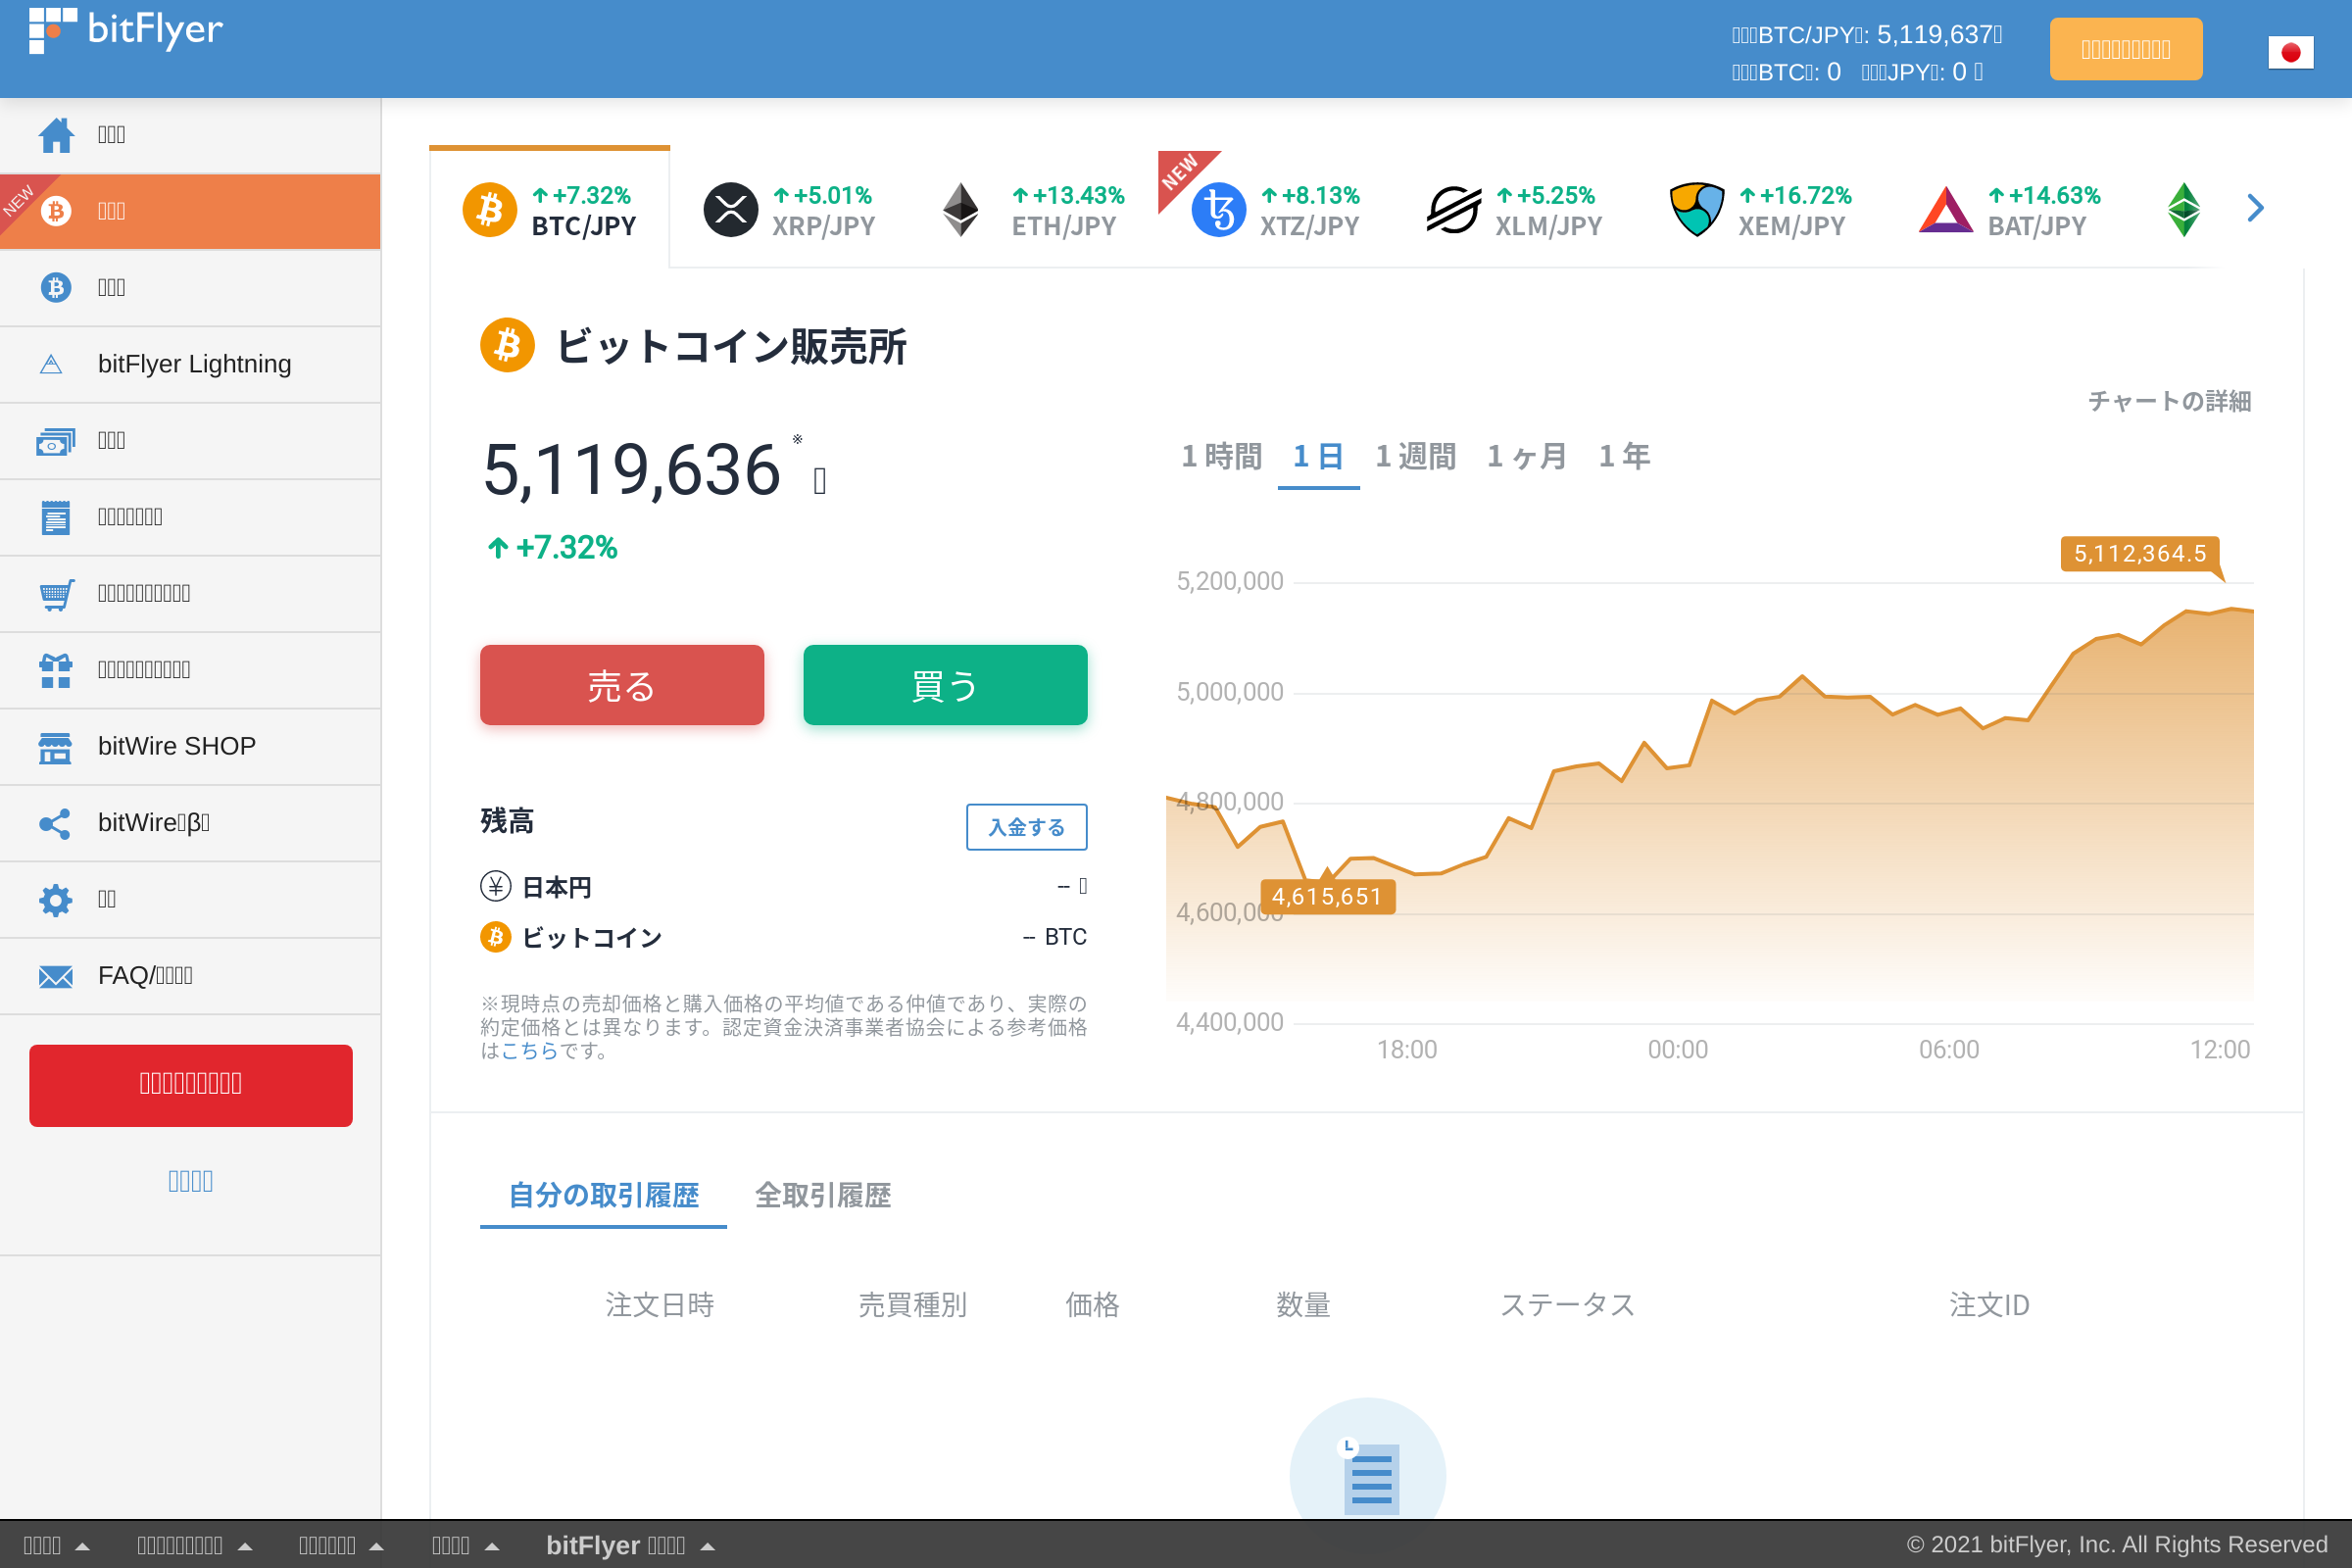 bitFlyer
BTC/JPY: 5,119,637
BTC: 0 JPY: 0
NEW
bitFlyer Lightning
bitWire SHOP
bitWire β
FAQ/
+7.32%
BTC/JPY
+5.01%
XRP/JPY
+13.43%
ETH/JPY
NEW
+8.13%
XTZ/JPY
+5.25%
XLM/JPY
+16.72%
XEM/JPY
+14.63%
BAT/JPY
ビットコイン販売所
チャートの詳細
5,119,636 ※
+7.32%
1 時間 1 日 1 週間 1 ヶ月 1 年
売る 買う
残高 入金する
日本円 --
ビットコイン -- BTC
※現時点の売却価格と購入価格の平均値である仲値であり、実際の
約定価格とは異なります。認定資金決済事業者協会による参考価格
はこちらです。
5,112,364.5
5,200,000
5,000,000
4,800,000
4,615,651
4,600,000
4,400,000
18:00 00:00 06:00 12:00
自分の取引履歴 全取引履歴
注文日時 売買種別 価格 数量 ステータス 注文ID
bitFlyer
© 2021 bitFlyer, Inc. All Rights Reserved